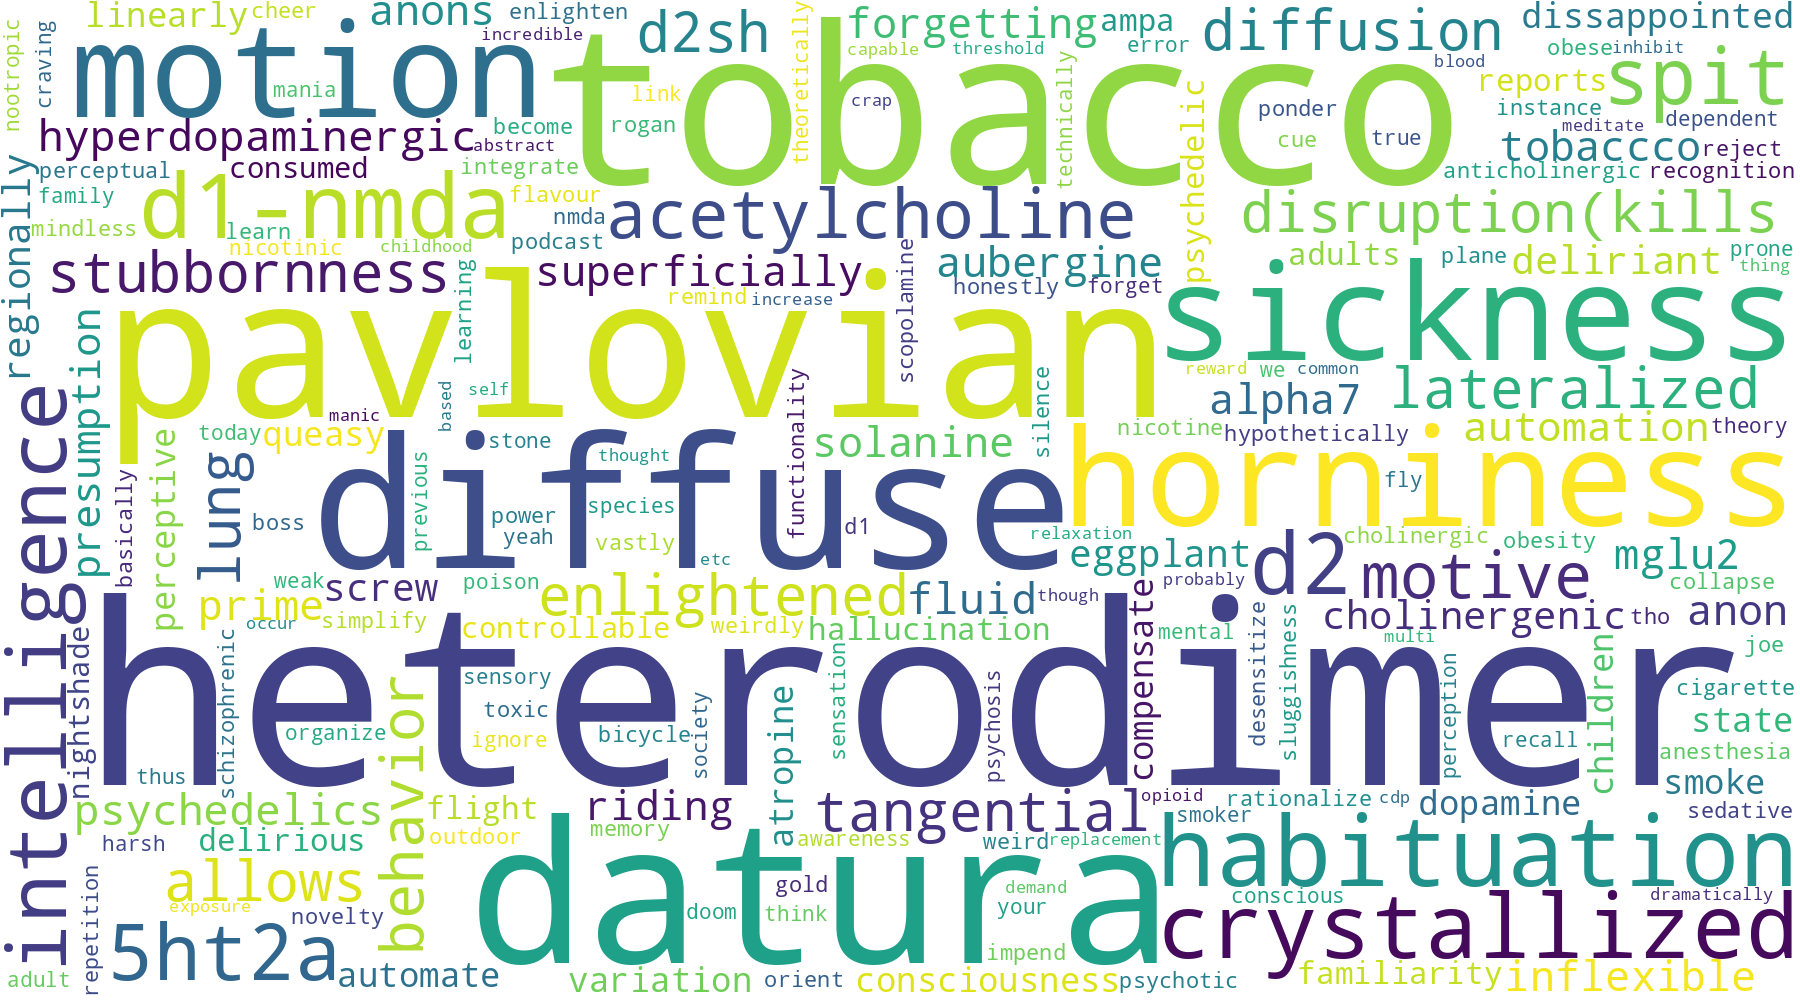 linearly
cheer
anons
enlighten
incredible
d2sh
forgetting
ampa
error
diffusion
dissappointed
obese
inhibit
nootropic
craving
motion
mania
tobacco
capable
threshold
link
crap
rogan
theoretically
technically
psychedelic
blood
ponder
cue
true
reports
spit
instance
dependent
meditate
tobaccco
reject
anticholinergic
recognition
hyperdopaminergic
become
abstract
integrate
consumed
perceptual
family
mindless
d1-nmda
learn
nicotinic
childhood
flavour
nmda
podcast
acetylcholine
disruption(kills
regionally
stubbornness
superficially
remind
increase
learning
scopolamine
aubergine
honestly
forget
adults
plane
deliriant
prone
thing
presumption
pavlovian
sickness
reward
we
common
self
based
manic
functionality
silence
alpha7
lateralized
nicotine
hypothetically
automation
theory
today
queasy
stone
thought
solanine
intelligence
basically
perceptive
lung
boss
previous
diffuse
horniness
fly
power
yeah
species
vastly
etc
d1
relaxation
eggplant
d2
cholinergic
obesity
mglu2
collapse
weak
screw
poison
enlightened
fluid
though
probably
motive
prime
simplify
occur
controllable
weirdly
hallucination
compensate
mental
desensitize
sluggishness
cholinergenic
tho
anon
multi
joe
nightshade
schizophrenic
heterodimer
sensory
toxic
organize
ignore
bicycle
society
atropine
sensation
psychosis
perception
recall
children
cigarette
state
anesthesia
thus
behavior
psychedelics
flight
riding
tangential
opioid
rationalize
cdp
dopamine
smoke
smoker
sedative
harsh
delirious
outdoor
memory
awareness
weird
replacement
repetition
allows
exposure
novelty
datura
gold
doom
think
demand
your
habituation
conscious
dramatically
adult
5ht2a
automate
variation
orient
impend
consciousness
psychotic
crystallized
familiarity
inflexible